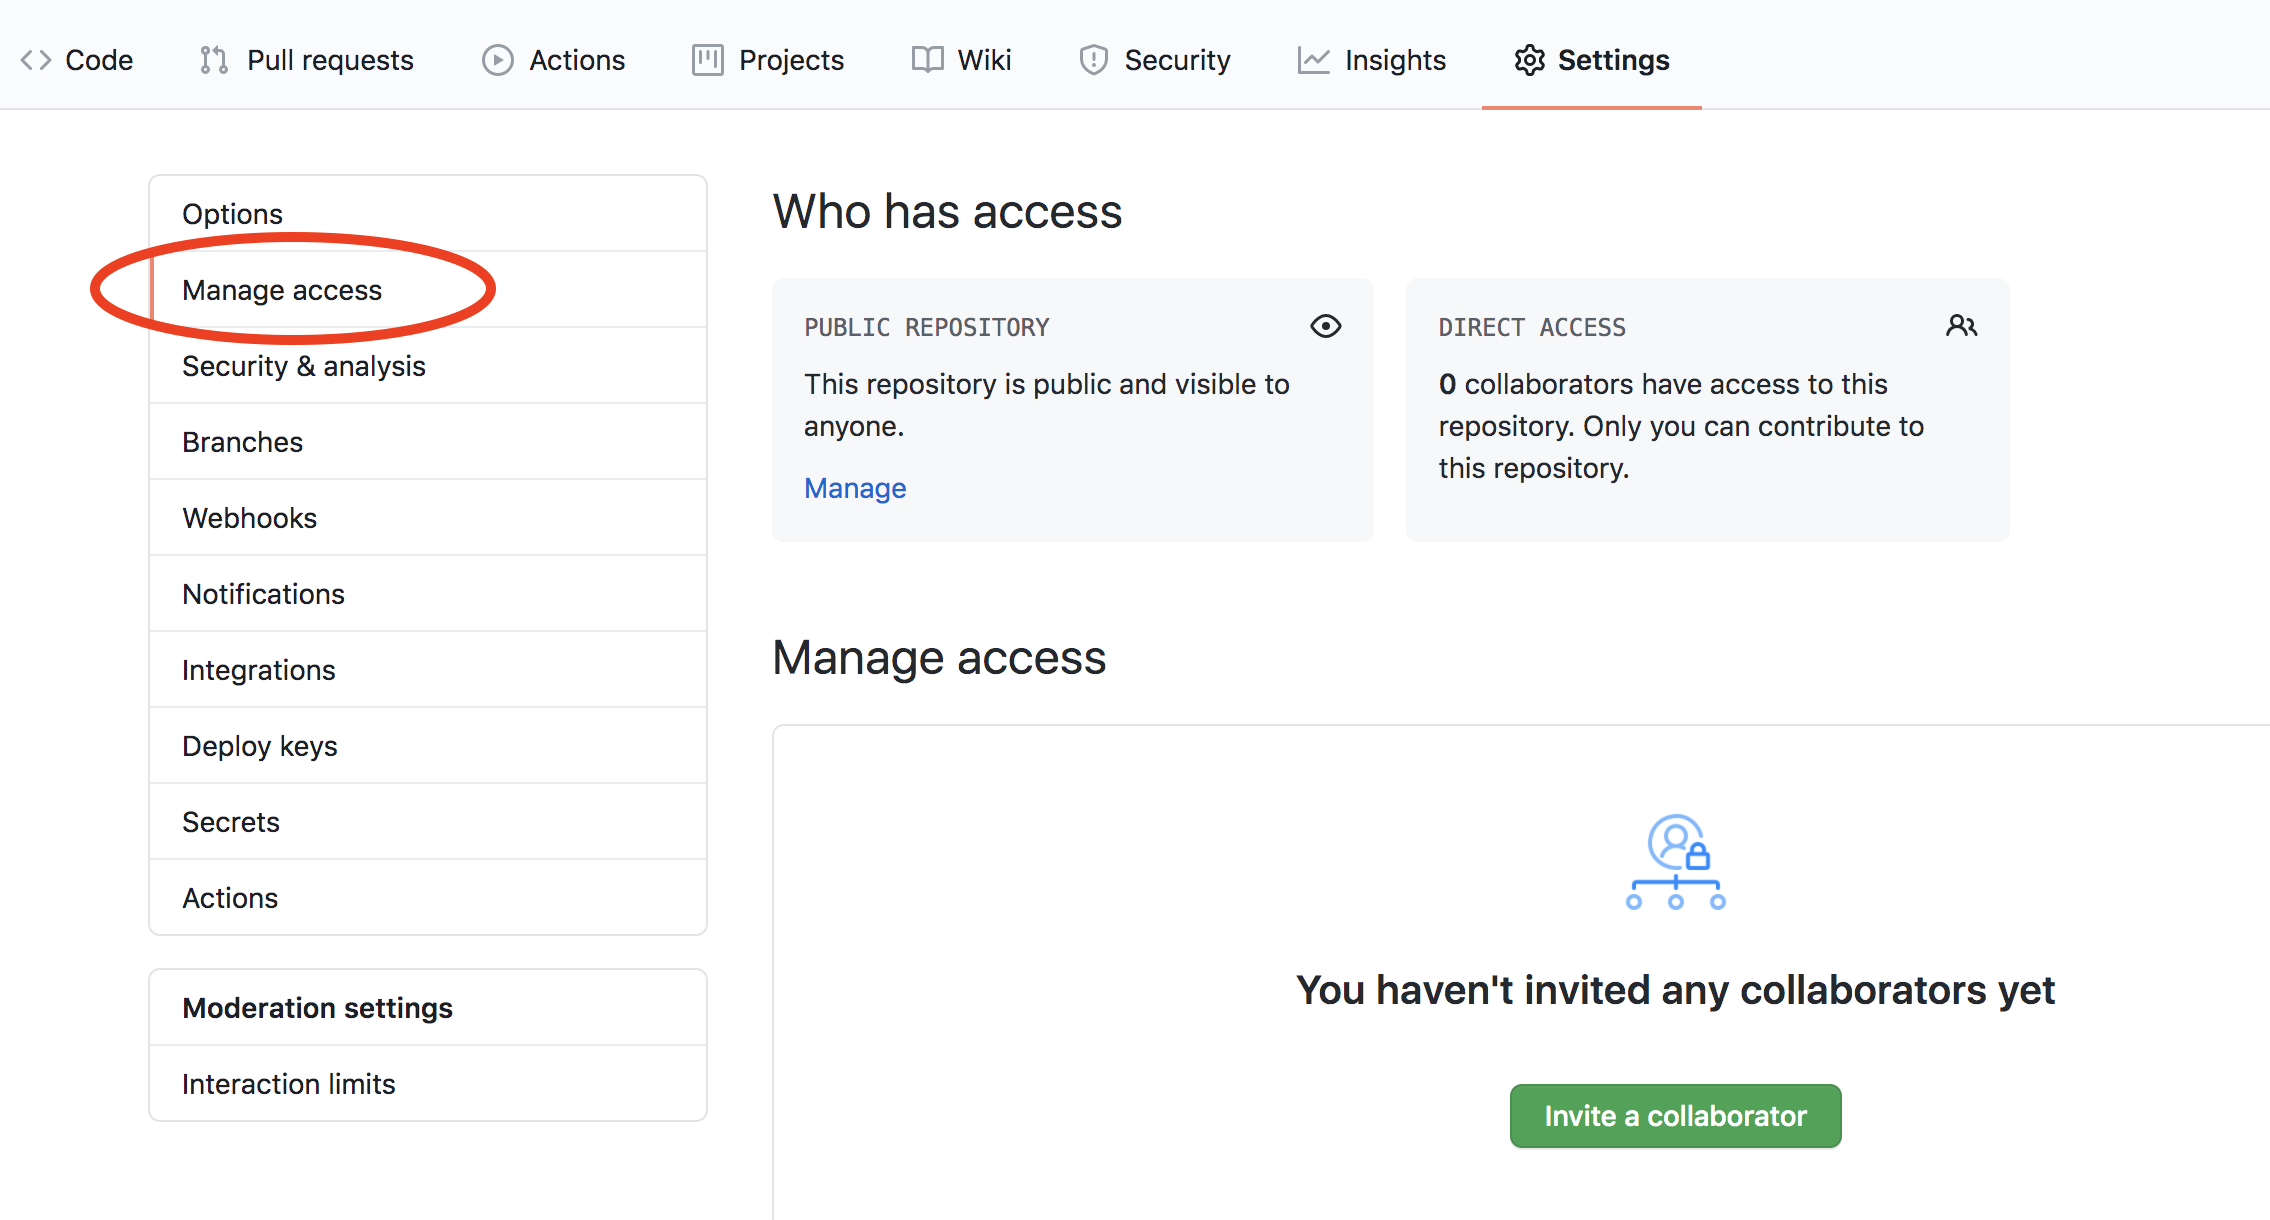 Code Pull requests Actions Projects Wiki Security Insights Settings
Options
Manage access
Security & analysis
Branches
Webhooks
Notifications
Integrations
Deploy keys
Secrets
Actions
Moderation settings
Interaction limits
Who has access
PUBLIC REPOSITORY
This repository is public and visible to
anyone.
Manage
DIRECT ACCESS
0 collaborators have access to this
repository. Only you can contribute to
this repository.
Manage access
You haven't invited any collaborators yet
Invite a collaborator